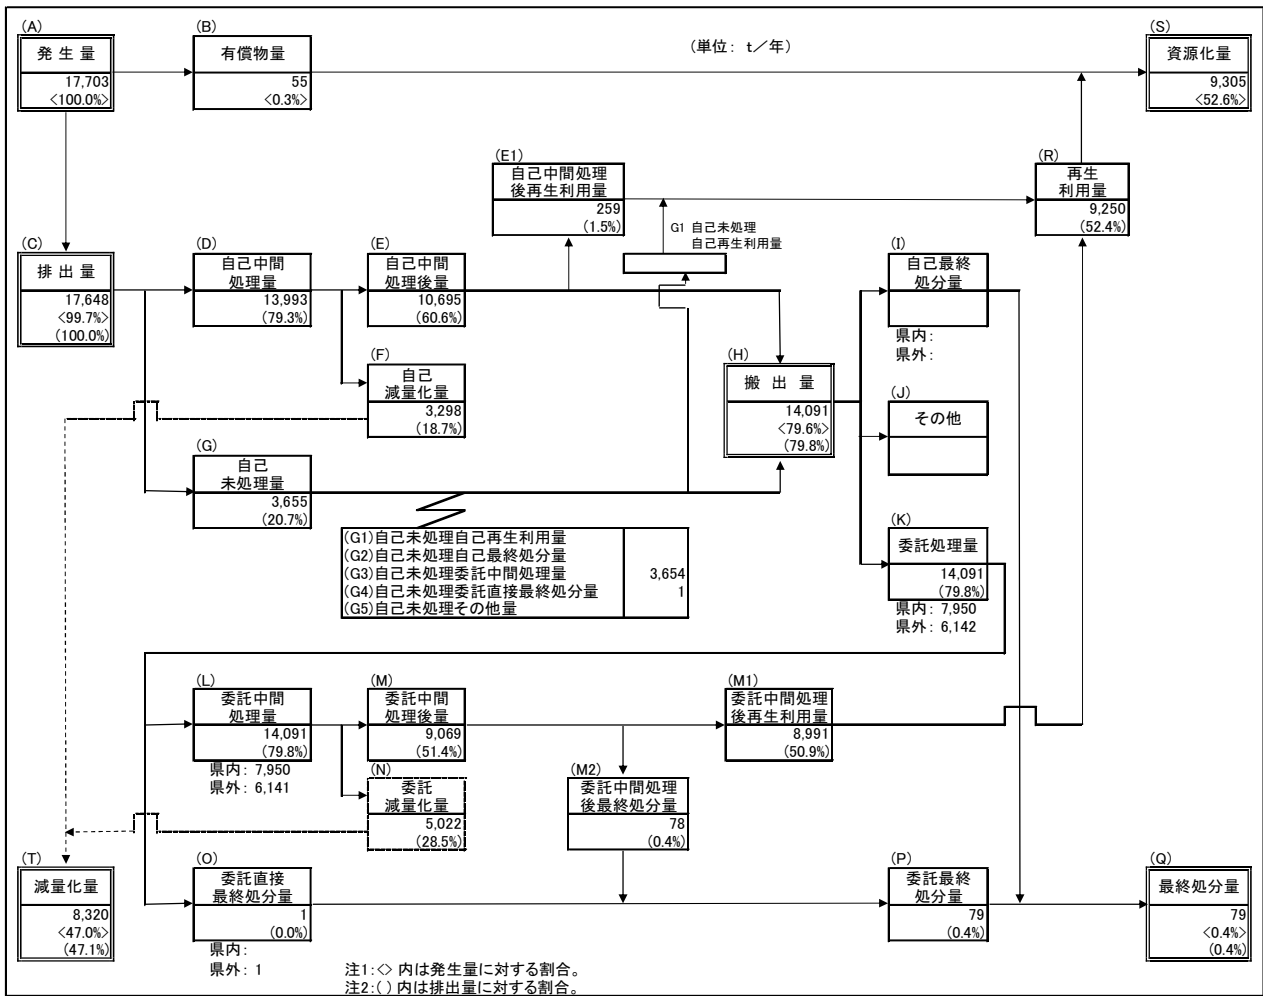 (A)
発生量
17,703
<100.0%>
(B)
有償物量
55
<0.3%>
(単位: t/年)
(S)
資源化量
9,305
<52.6%>
(E1)
自己中間処理
後再生利用量
259
(1.5%)
G1 自己未処理
自己再生利用量
(R)
再生
利用量
9,250
(52.4%)
(C)
排出量
17,648
<99.7%>
(100.0%)
(D)
自己中間
処理量
13,993
(79.3%)
(E)
自己中間
処理後量
10,695
(60.6%)
(F)
自己
減量化量
3,298
(18.7%)
(G)
自己
未処理量
3,655
(20.7%)
(H)
搬出量
14,091
<79.6%>
(79.8%)
(I)
自己最終
処分量
県内:
県外:
(J)
その他
(K)
委託処理量
14,091
(79.8%)
県内: 7,950
県外: 6,142
(G1)自己未処理自己再生利用量
(G2)自己未処理自己最終処分量
(G3)自己未処理委託中間処理量 3,654
(G4)自己未処理委託直接最終処分量 1
(G5)自己未処理その他量
(L)
委託中間
処理量
14,091
(79.8%)
県内: 7,950
県外: 6,141
(M)
委託中間
処理後量
9,069
(51.4%)
(M1)
委託中間処理
後再生利用量
8,991
(50.9%)
(N)
委託
減量化量
5,022
(28.5%)
(M2)
委託中間処理
後最終処分量
78
(0.4%)
(T)
減量化量
8,320
<47.0%>
(47.1%)
(O)
委託直接
最終処分量
1
(0.0%)
県内:
県外: 1
(P)
委託最終
処分量
79
(0.4%)
(Q)
最終処分量
79
<0.4%>
(0.4%)
注1:<>内は発生量に対する割合。
注2:( )内は排出量に対する割合。